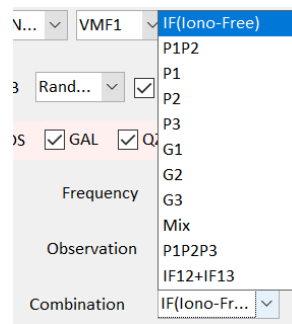 N... VMF1 IF(Iono-Free)
P1P2
Rand... P1
P2
P3
GAL G1
G2
Frequency G3
Mix
Observation P1P2P3
IF12+IF13
Combination IF(Iono-Fr...